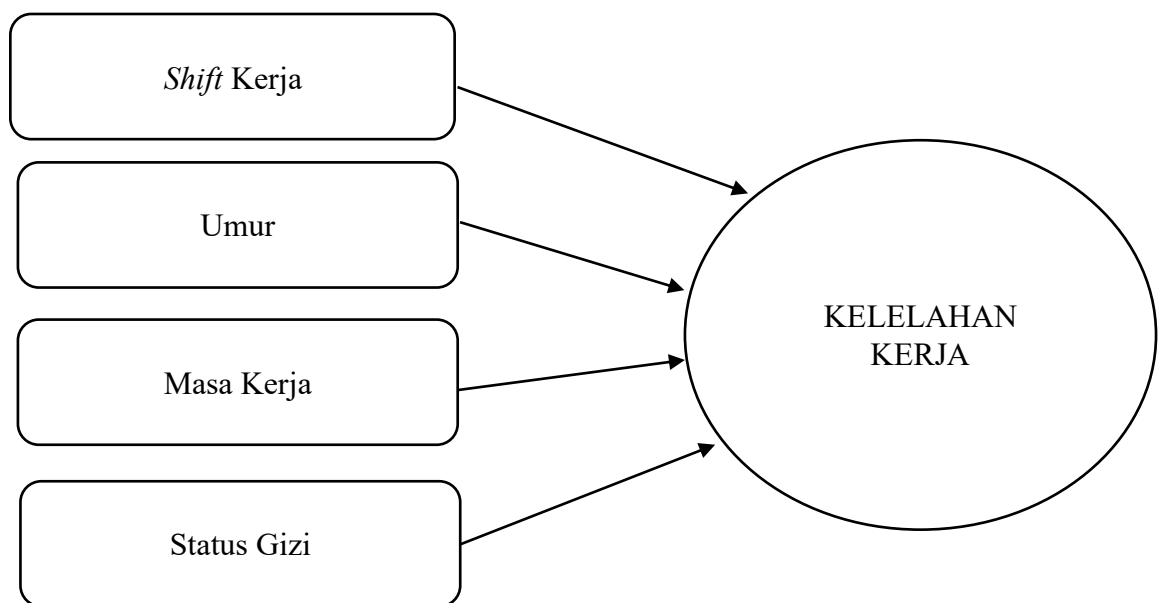 Shift Kerja
Umur
Masa Kerja
Status Gizi
KELELAHAN
KERJA